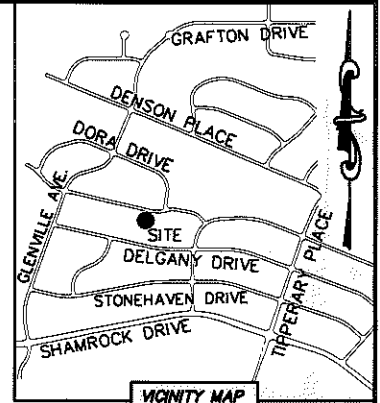 GRAFTON DRIVE
DENSON PLACE
DORA DRIVE
GLENVILLE AVE.
SITE
DELGANY DRIVE
TIPPERARY PLACE
STONEHAVEN DRIVE
SHAMROCK DRIVE
VICINITY MAP